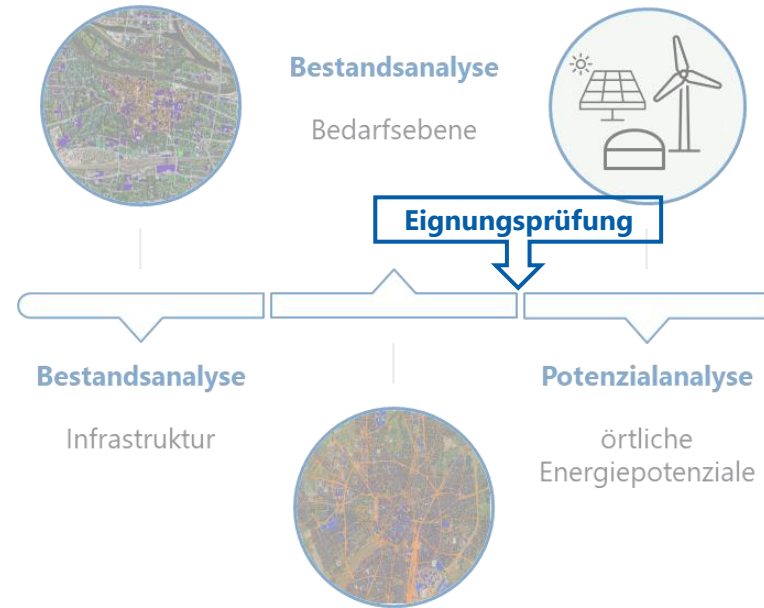 Bestandsanalyse
Bedarfsebene
Eignungsprüfung
Bestandsanalyse
Infrastruktur
Potenzialanalyse
örtliche
Energiepotenziale